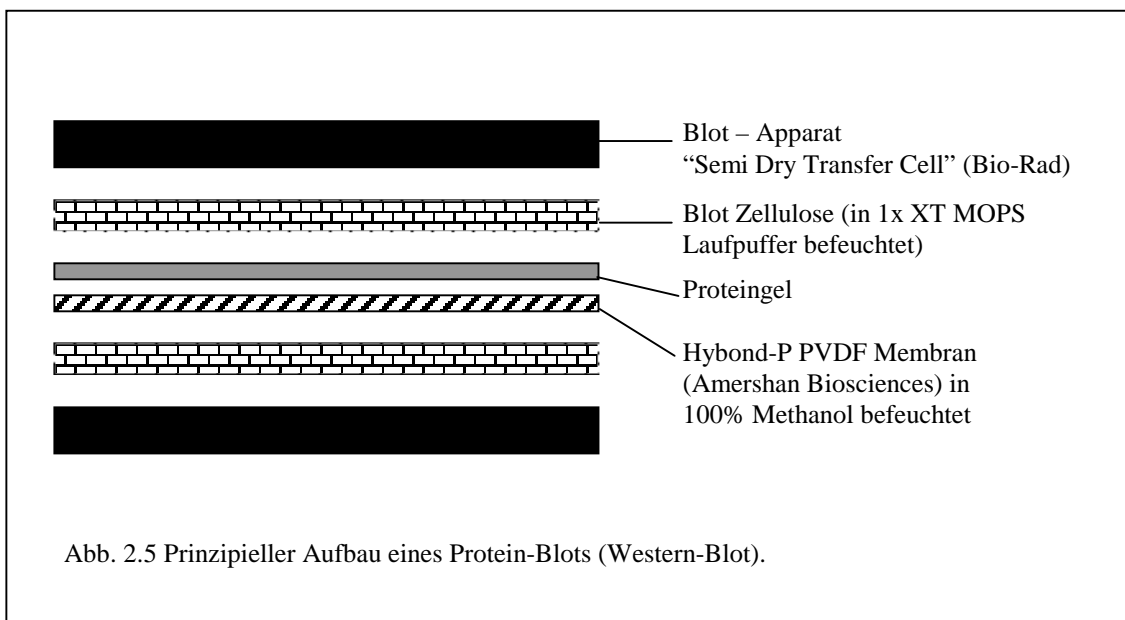 Blot – Apparat
“Semi Dry Transfer Cell” (Bio-Rad)
Blot Zellulose (in 1x XT MOPS
Laufpuffer befeuchtet)
Proteingel
Hybond-P PVDF Membran
(Amershan Biosciences) in
100% Methanol befeuchtet
Abb. 2.5 Prinzipieller Aufbau eines Protein-Blots (Western-Blot).